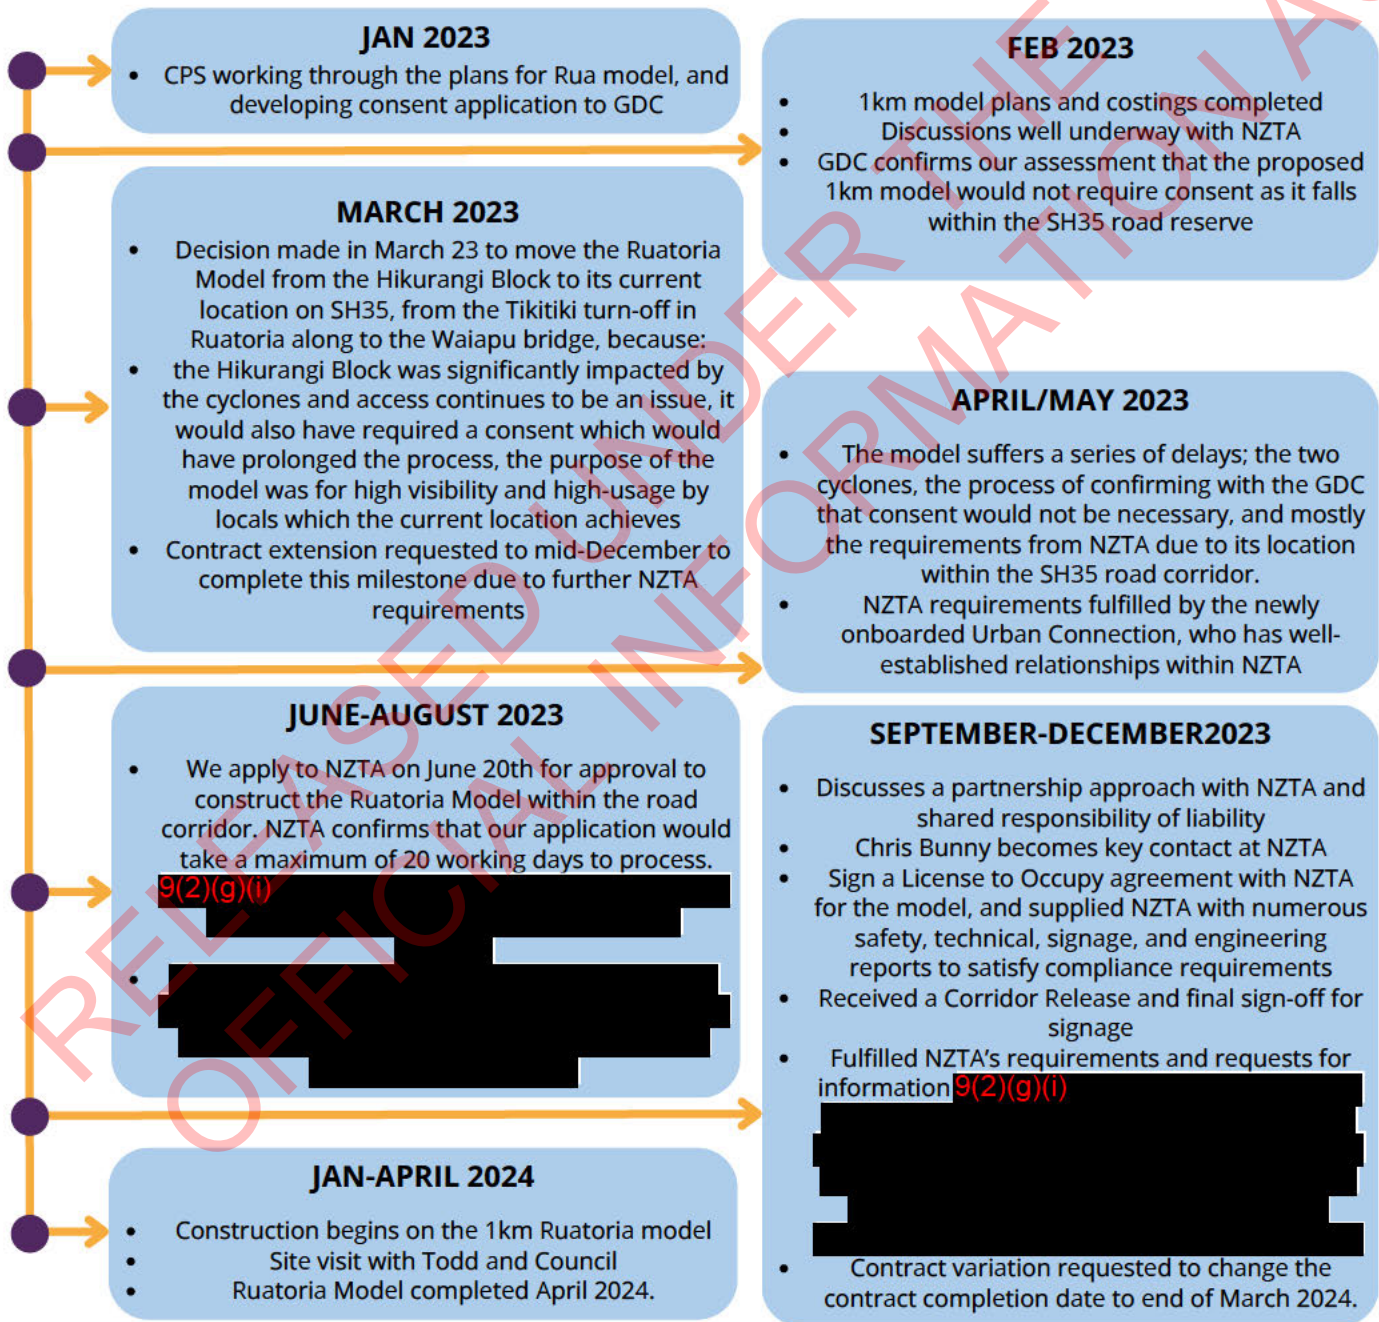 JAN 2023
• CPS working through the plans for Rua model, and
developing consent application to GDC
FEB 2023
• 1km model plans and costings completed
• Discussions well underway with NZTA
• GDC confirms our assessment that the proposed
1km model would not require consent as it falls
within the SH35 road reserve
MARCH 2023
• Decision made in March 23 to move the Ruatoria
Model from the Hikurangi Block to its current
location on SH35, from the Tikitiki turn-off in
Ruatoria along to the Waiapu bridge, because:
• the Hikurangi Block was significantly impacted by
the cyclones and access continues to be an issue, it
would also have required a consent which would
have prolonged the process, the purpose of the
model was for high visibility and high-usage by
locals which the current location achieves
• Contract extension requested to mid-December to
complete this milestone due to further NZTA
requirements
APRIL/MAY 2023
• The model suffers a series of delays; the two
cyclones, the process of confirming with the GDC
that consent would not be necessary, and mostly
the requirements from NZTA due to its location
within the SH35 road corridor.
• NZTA requirements fulfilled by the newly
onboarded Urban Connection, who has well-
established relationships within NZTA
JUNE-AUGUST 2023
• We apply to NZTA on June 20th for approval to
construct the Ruatoria Model within the road
corridor. NZTA confirms that our application would
take a maximum of 20 working days to process.
9(2)(g)(i)
•
SEPTEMBER-DECEMBER2023
• Discusses a partnership approach with NZTA and
shared responsibility of liability
• Chris Bunny becomes key contact at NZTA
• Sign a License to Occupy agreement with NZTA
for the model, and supplied NZTA with numerous
safety, technical, signage, and engineering
reports to satisfy compliance requirements
• Received a Corridor Release and final sign-off for
signage
• Fulfilled NZTA's requirements and requests for
information 9(2)(g)(i)
• Contract variation requested to change the
contract completion date to end of March 2024.
JAN-APRIL 2024
• Construction begins on the 1km Ruatoria model
• Site visit with Todd and Council
• Ruatoria Model completed April 2024.
RELEASED UNDER THE
OFFICIAL INFORMATION